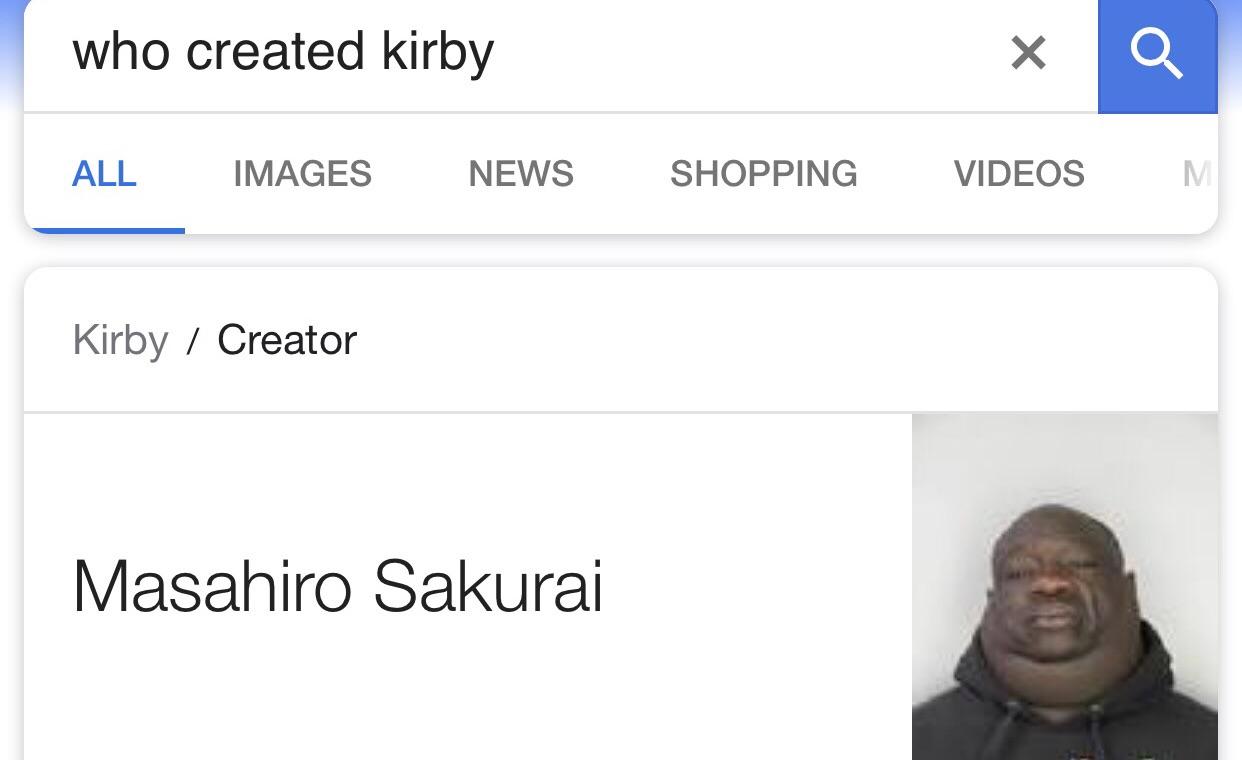 who created kirby
ALL IMAGES NEWS SHOPPING VIDEOS M
Kirby / Creator
Masahiro Sakurai